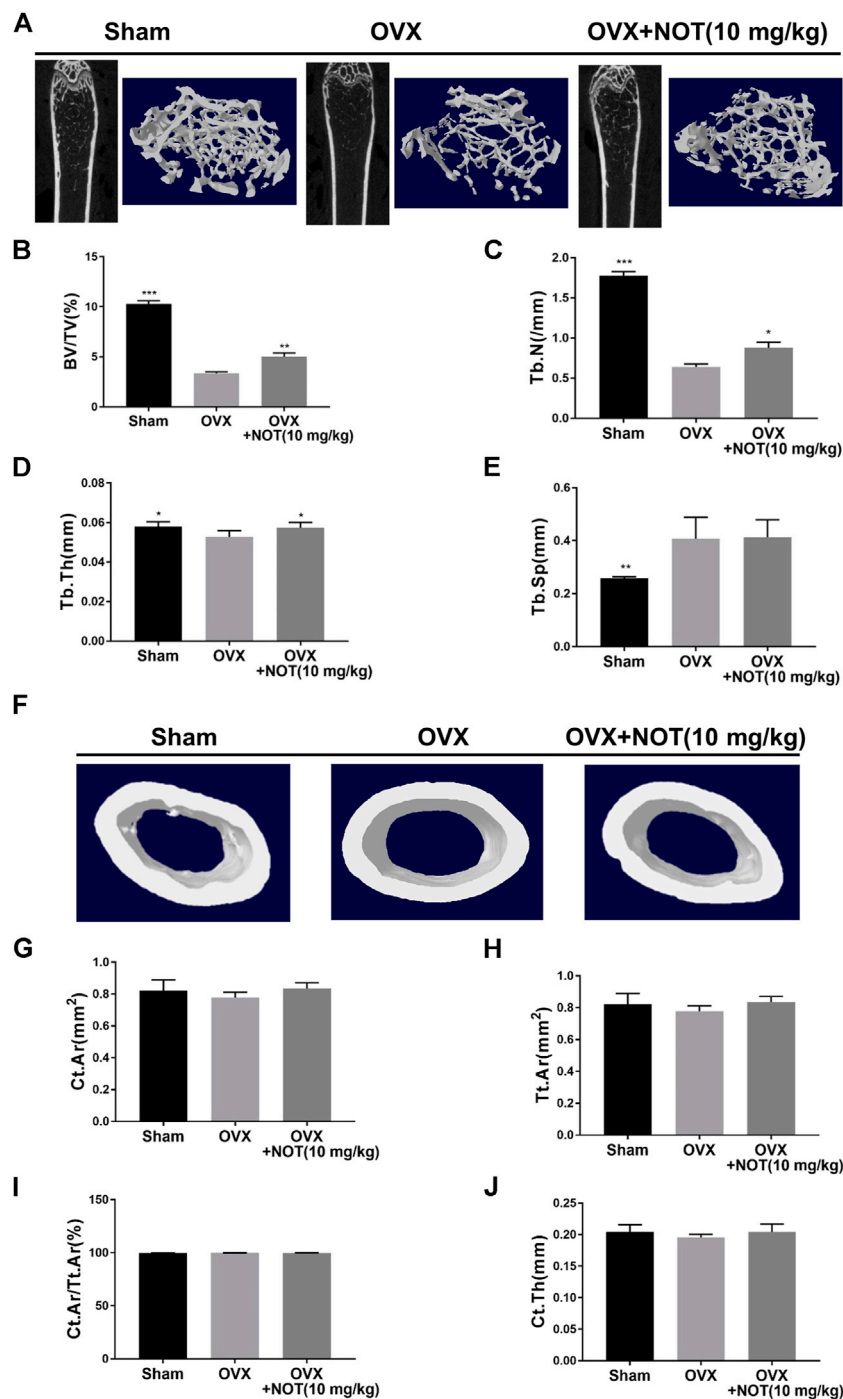 A
Sham OVX OVX+NOT(10 mg/kg)
B
BV/TV(%)
15
10
5
0
***
**
Sham OVX OVX
+NOT(10 mg/kg)
C
Tb.N(/mm)
2.0
1.5
1.0
0.5
0.0
***
*
Sham OVX OVX
+NOT(10 mg/kg)
D
Tb.Th(mm)
0.08
0.06
0.04
0.02
0.00
*
*
Sham OVX OVX
+NOT(10 mg/kg)
E
Tb.Sp(mm)
0.6
0.4
0.2
0.0
**
Sham OVX OVX
+NOT(10 mg/kg)
F
Sham OVX OVX+NOT(10 mg/kg)
G
Ct.Ar(mm²)
1.0
0.8
0.6
0.4
0.2
0.0
Sham OVX OVX
+NOT(10 mg/kg)
H
Tt.Ar(mm²)
1.0
0.8
0.6
0.4
0.2
0.0
Sham OVX OVX
+NOT(10 mg/kg)
I
Ct.Ar/Tt.Ar(%)
150
100
50
0
Sham OVX OVX
+NOT(10 mg/kg)
J
Ct.Th(mm)
0.25
0.20
0.15
0.10
0.05
0.00
Sham OVX OVX
+NOT(10 mg/kg)